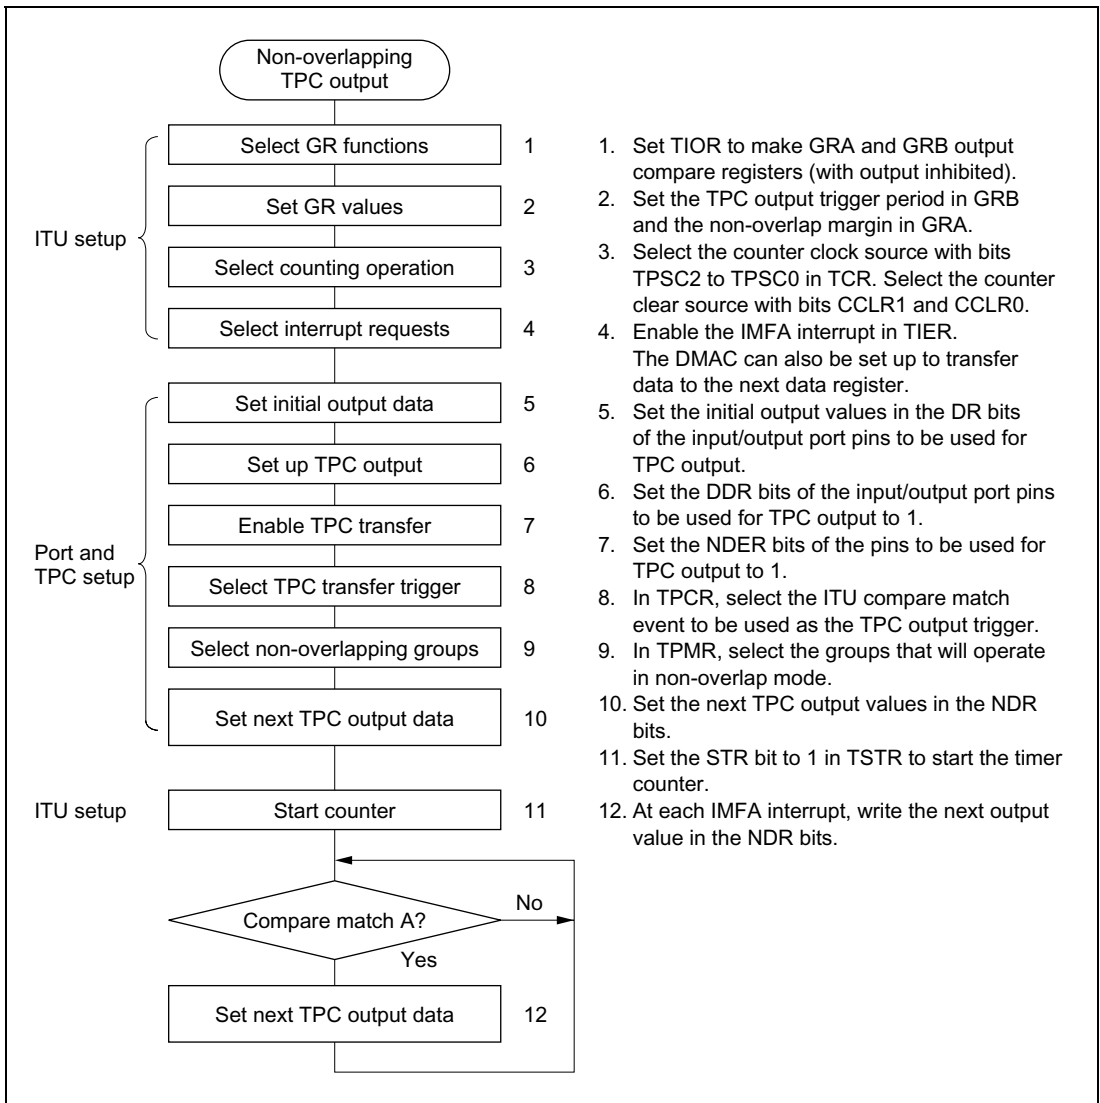 Non-overlapping
TPC output
ITU setup
Select GR functions 1
Set GR values 2
Select counting operation 3
Select interrupt requests 4
Port and
TPC setup
Set initial output data 5
Set up TPC output 6
Enable TPC transfer 7
Select TPC transfer trigger 8
Select non-overlapping groups 9
Set next TPC output data 10
ITU setup
Start counter 11
Compare match A?
No
Yes
Set next TPC output data 12
1. Set TIOR to make GRA and GRB output
compare registers (with output inhibited).
2. Set the TPC output trigger period in GRB
and the non-overlap margin in GRA.
3. Select the counter clock source with bits
TPSC2 to TPSC0 in TCR. Select the counter
clear source with bits CCLR1 and CCLR0.
4. Enable the IMFA interrupt in TIER.
The DMAC can also be set up to transfer
data to the next data register.
5. Set the initial output values in the DR bits
of the input/output port pins to be used for
TPC output.
6. Set the DDR bits of the input/output port pins
to be used for TPC output to 1.
7. Set the NDER bits of the pins to be used for
TPC output to 1.
8. In TPCR, select the ITU compare match
event to be used as the TPC output trigger.
9. In TPMR, select the groups that will operate
in non-overlap mode.
10. Set the next TPC output values in the NDR
bits.
11. Set the STR bit to 1 in TSTR to start the timer
counter.
12. At each IMFA interrupt, write the next output
value in the NDR bits.